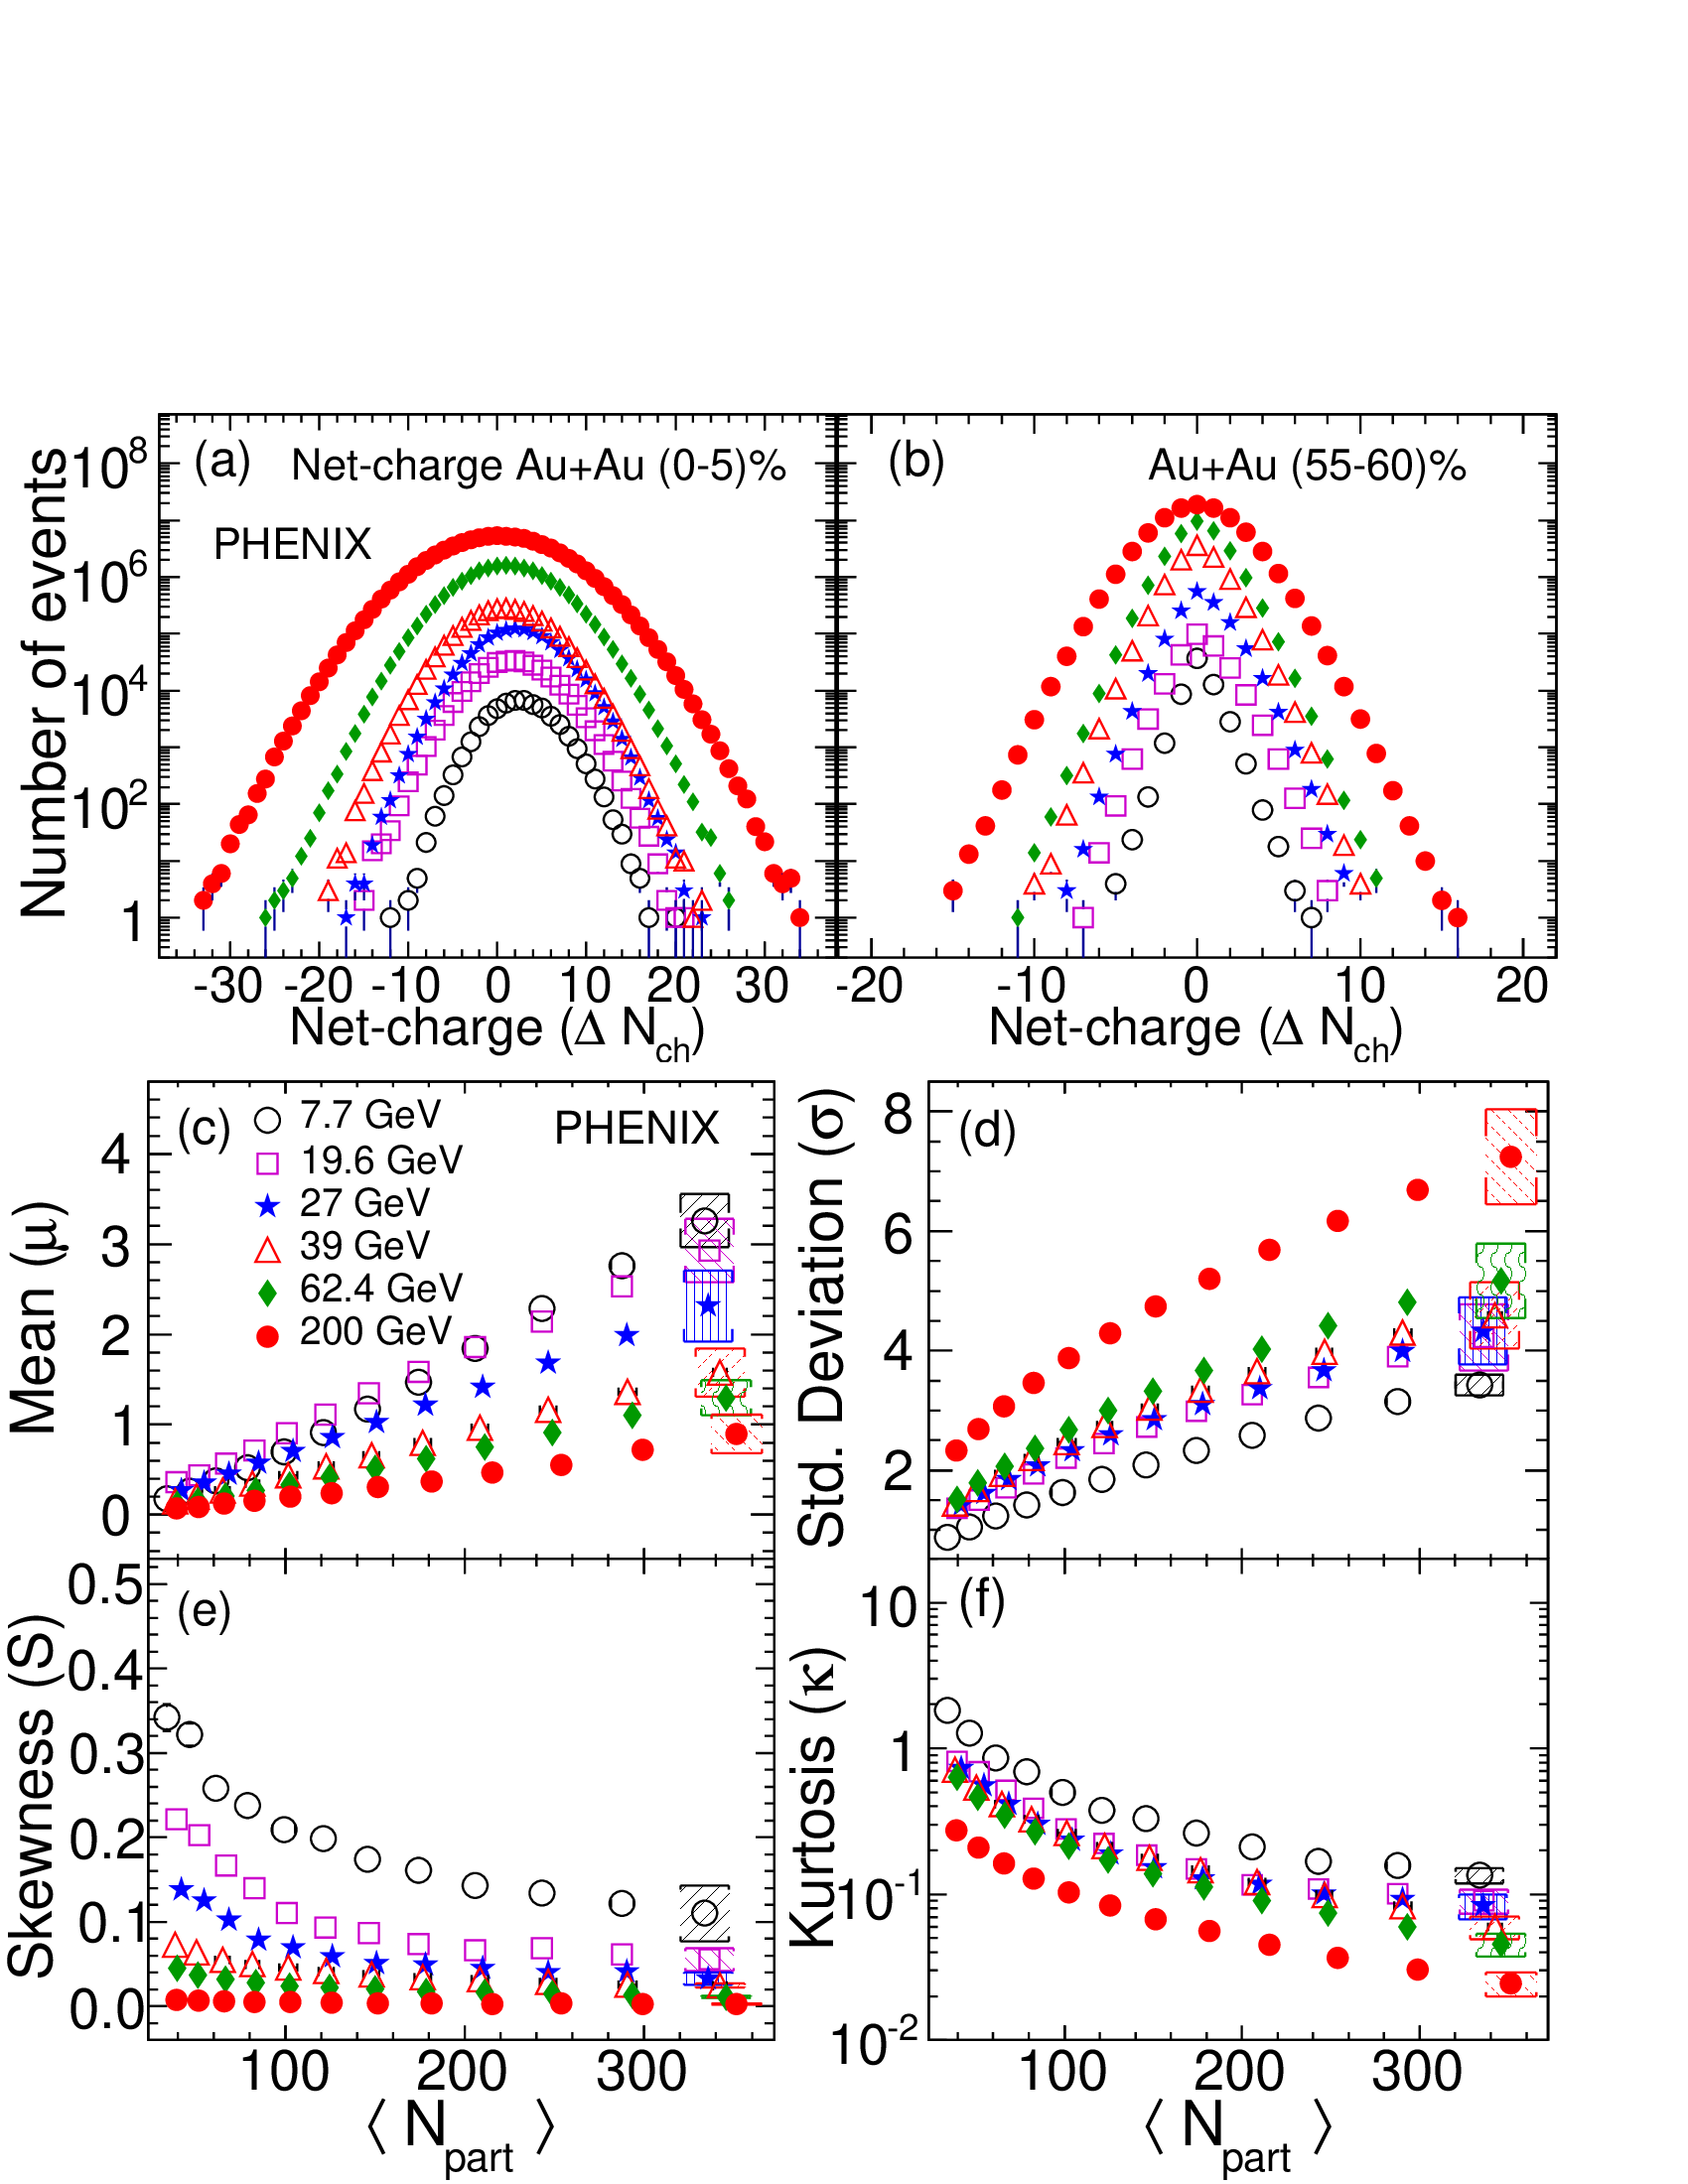 (a) Net-charge Au+Au (0-5)%
PHENIX
Number of events
10^8
10^6
10^4
10^2
1
-30 -20 -10 0 10 20 30
Net-charge (Δ N_ch)
(b) Au+Au (55-60)%
-20 -10 0 10 20
Net-charge (Δ N_ch)
(c) PHENIX
7.7 GeV
19.6 GeV
27 GeV
39 GeV
62.4 GeV
200 GeV
Mean (μ)
4
3
2
1
0
(d)
Std. Deviation (σ)
8
6
4
2
(e)
Skewness (S)
0.5
0.4
0.3
0.2
0.1
0.0
100 200 300
⟨ N_part ⟩
(f)
Kurtosis (κ)
10
1
10^-1
10^-2
100 200 300
⟨ N_part ⟩